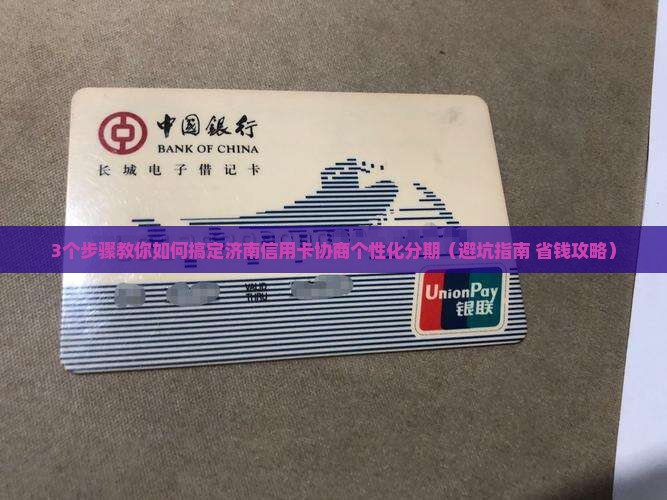 中國銀行
BANK OF CHINA
长城电子借记卡
3个步骤教你如何搞定济南信用卡协商个性化分期（避坑指南 省钱攻略）
VALID
THRU
UnionPay
银联